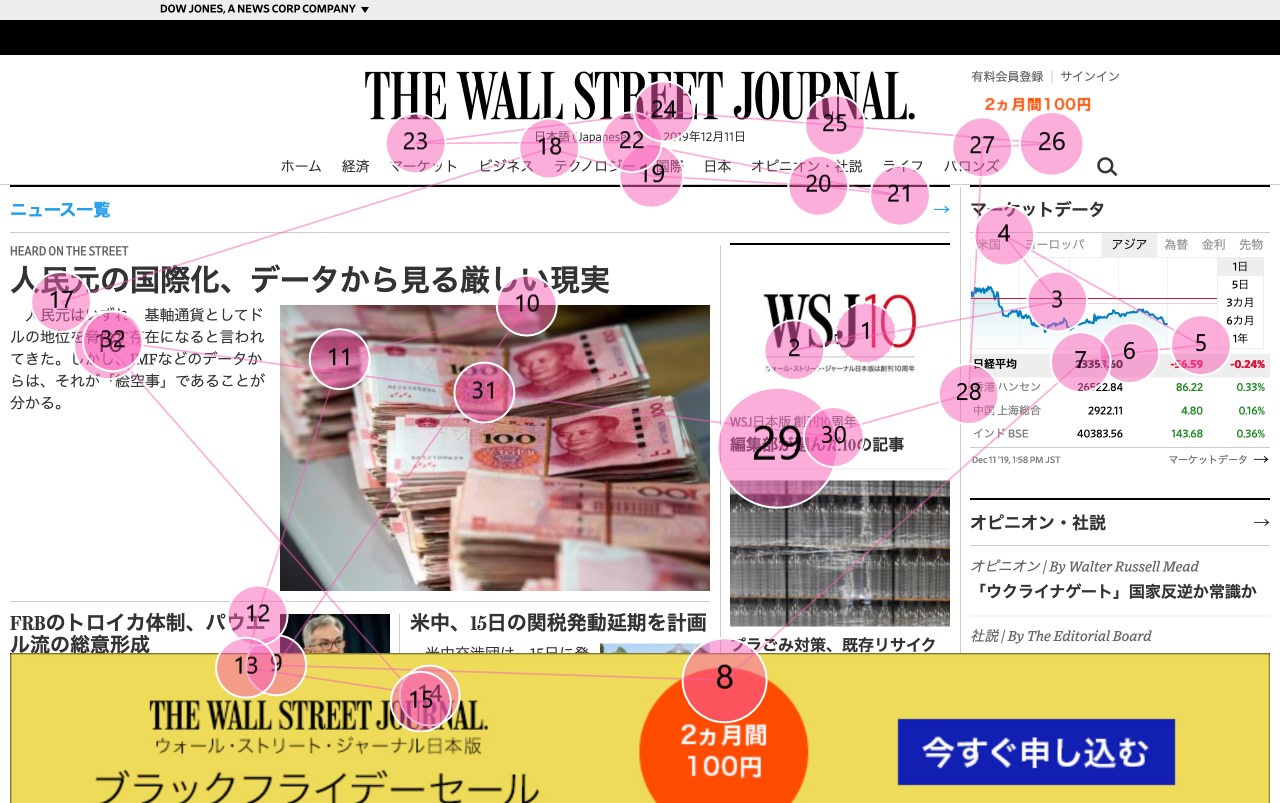 DOW JONES, A NEWS CORP COMPANY ▼
THE WALL STREET JOURNAL.
日本語 (Japanese) 2019年12月11日
有料会員登録 | サインイン
2ヵ月間100円
ホーム 経済 マーケット ビジネス テクノロジー 国際 日本 オピニオン・社説 ライフ バロンズ
ニュース一覧 →
HEARD ON THE STREET
人民元の国際化、データから見る厳しい現実
人民元はいずれ、基軸通貨としてド
ルの地位を脅かす存在になると言われ
てきた。しかし、IMFなどのデータか
らは、それが「絵空事」であることが
分かる。
FRBのトロイカ体制、パウエ
ル流の総意形成
米中、15日の関税発動延期を計画
米中交渉団は、15日に発
WSJ10
ウォール・ストリート・ジャーナル日本版は創刊10周年
WSJ日本版 創刊10周年
編集部が選んだ10の記事
プラごみ対策、既存リサイク
マーケットデータ
米国 ヨーロッパ アジア 為替 金利 先物
1日
5日
3カ月
6カ月
1年
日経平均 -0.24%
香港 ハンセン 26522.84 86.22 0.33%
中国 上海総合 2922.11 4.80 0.16%
インド BSE 40383.56 143.68 0.36%
Dec 11 '19, 1:58 PM JST マーケットデータ →
オピニオン・社説 →
オピニオン | By Walter Russell Mead
「ウクライナゲート」国家反逆か常識か
社説 | By The Editorial Board
THE WALL STREET JOURNAL.
ウォール・ストリート・ジャーナル日本版
ブラックフライデーセール
2ヵ月間
100円
今すぐ申し込む
1
2
3
4
5
6
7
8
9
10
11
12
13
14
15
17
18
19
20
21
22
23
24
25
26
27
28
29
30
31
32